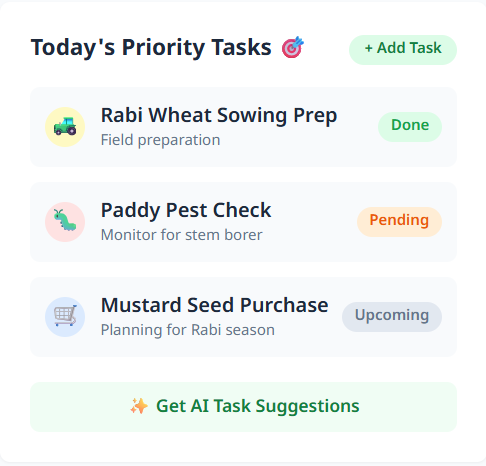 Today's Priority Tasks 🎯
+ Add Task
Rabi Wheat Sowing Prep
Field preparation
Done
Paddy Pest Check
Monitor for stem borer
Pending
Mustard Seed Purchase
Planning for Rabi season
Upcoming
✨ Get AI Task Suggestions